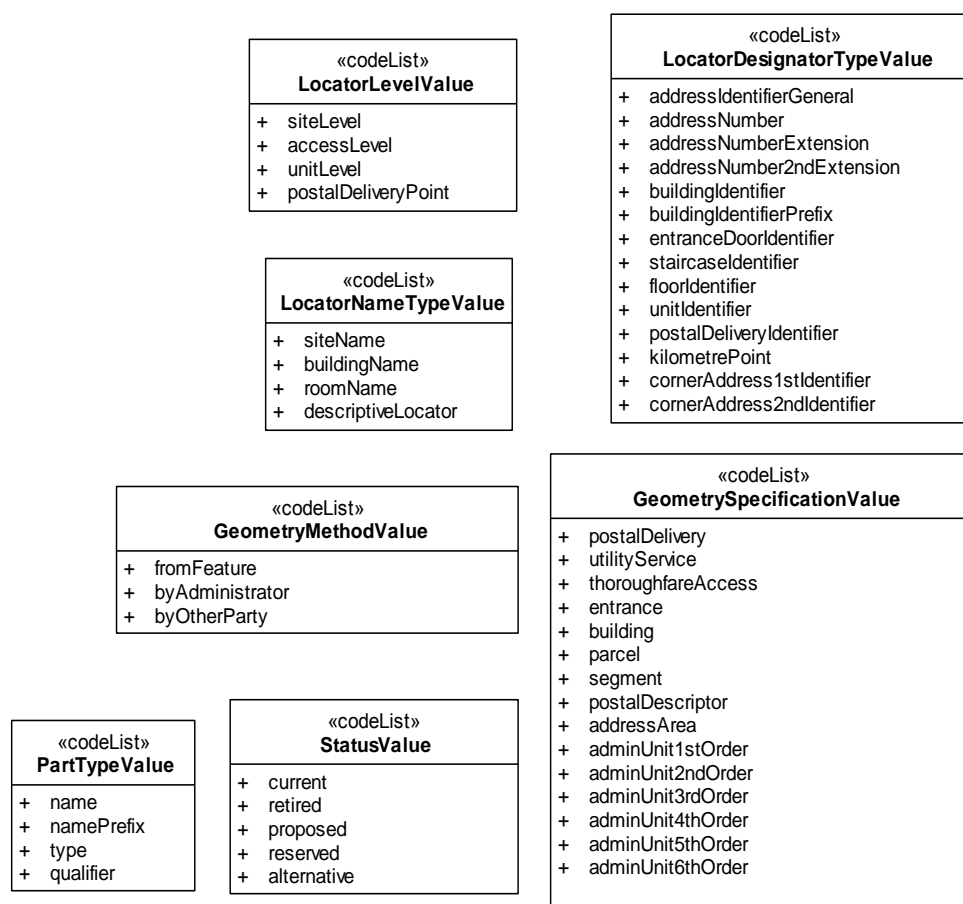 «codeList»
LocatorLevelValue
+ siteLevel
+ accessLevel
+ unitLevel
+ postalDeliveryPoint
«codeList»
LocatorDesignatorTypeValue
+ addressIdentifierGeneral
+ addressNumber
+ addressNumberExtension
+ addressNumber2ndExtension
+ buildingIdentifier
+ buildingIdentifierPrefix
+ entranceDoorIdentifier
+ staircaseIdentifier
+ floorIdentifier
+ unitIdentifier
+ postalDeliveryIdentifier
+ kilometrePoint
+ cornerAddress1stIdentifier
+ cornerAddress2ndIdentifier
«codeList»
LocatorNameTypeValue
+ siteName
+ buildingName
+ roomName
+ descriptiveLocator
«codeList»
GeometryMethodValue
+ fromFeature
+ byAdministrator
+ byOtherParty
«codeList»
GeometrySpecificationValue
+ postalDelivery
+ utilityService
+ thoroughfareAccess
+ entrance
+ building
+ parcel
+ segment
+ postalDescriptor
+ addressArea
+ adminUnit1stOrder
+ adminUnit2ndOrder
+ adminUnit3rdOrder
+ adminUnit4thOrder
+ adminUnit5thOrder
+ adminUnit6thOrder
«codeList»
PartTypeValue
+ name
+ namePrefix
+ type
+ qualifier
«codeList»
StatusValue
+ current
+ retired
+ proposed
+ reserved
+ alternative